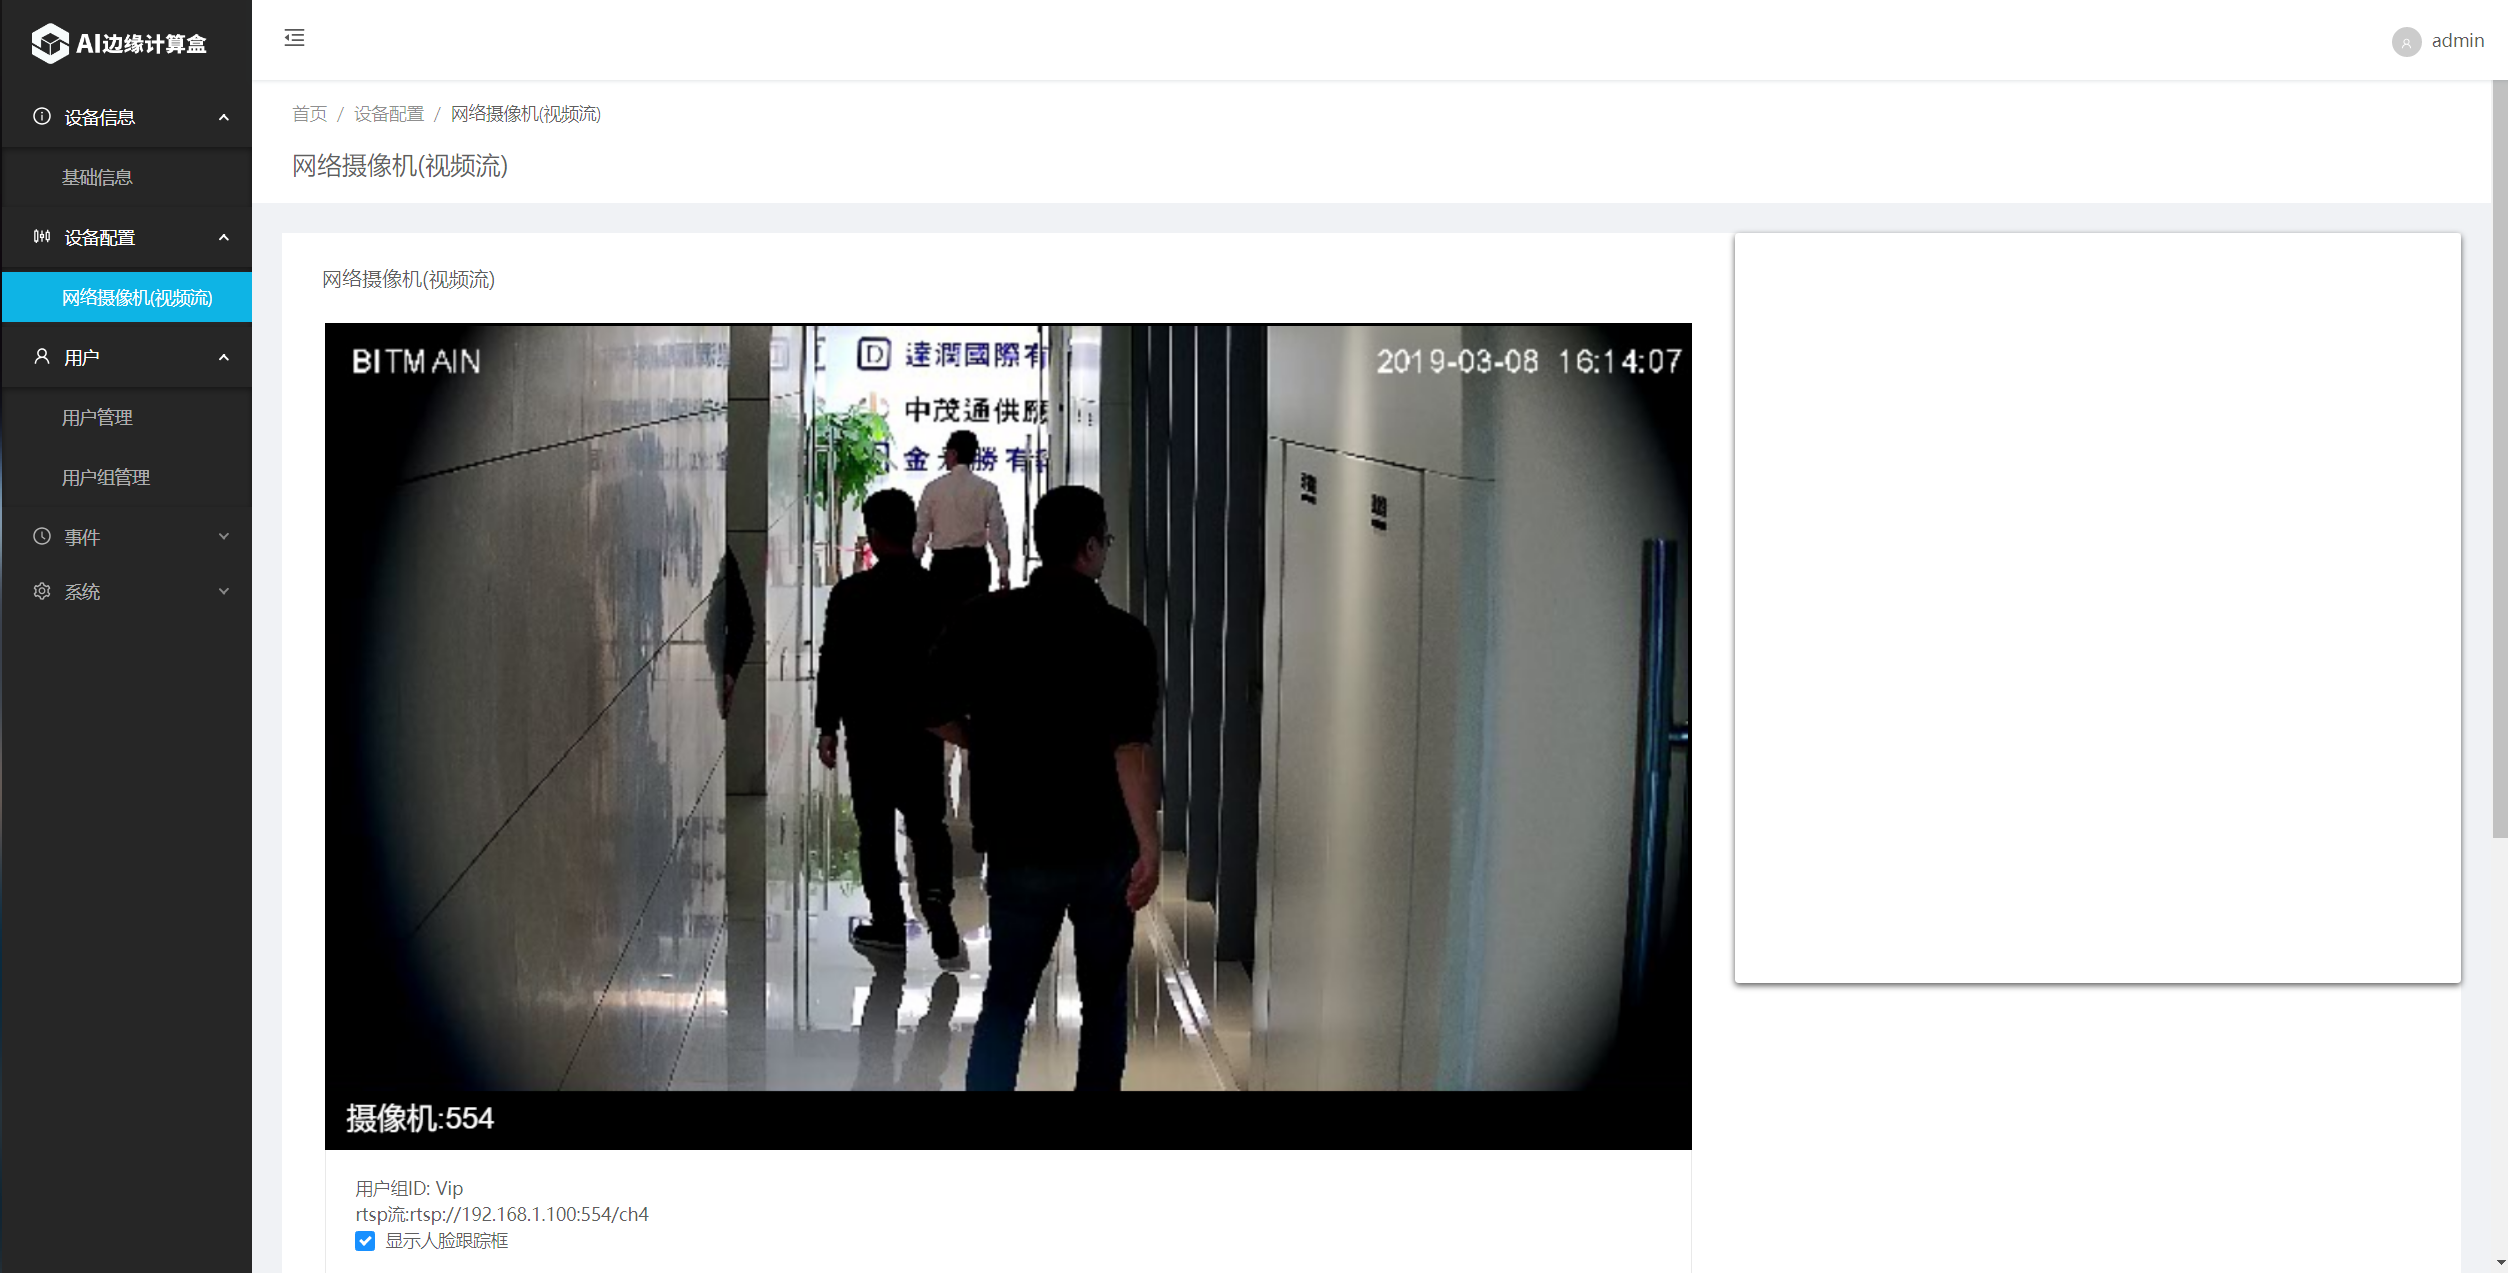 AI边缘计算盒
admin
设备信息
基础信息
设备配置
网络摄像机(视频流)
用户
用户管理
用户组管理
事件
系统
首页 / 设备配置 / 网络摄像机(视频流)
网络摄像机(视频流)
网络摄像机(视频流)
BITMAIN
2019-03-08 16:14:07
D 達潤國際有
中茂通供應
金 勝有
摄像机:554
用户组ID: Vip
rtsp流:rtsp://192.168.1.100:554/ch4
显示人脸跟踪框